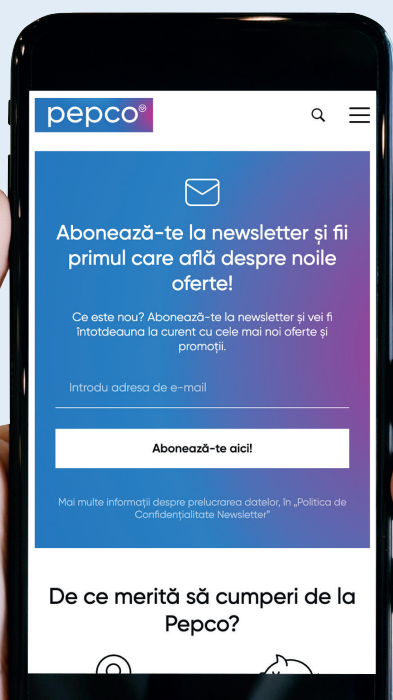 pepco
Abonează-te la newsletter și fii
primul care află despre noile
oferte!
Ce este nou? Abonează-te la newsletter și vei fi
întotdeauna la curent cu cele mai noi oferte și
promoții.
Introdu adresa de e-mail
Abonează-te aici!
Mai multe informații despre prelucrarea datelor, în „Politica de
Confidențialitate Newsletter”
De ce merită să cumperi de la
Pepco?